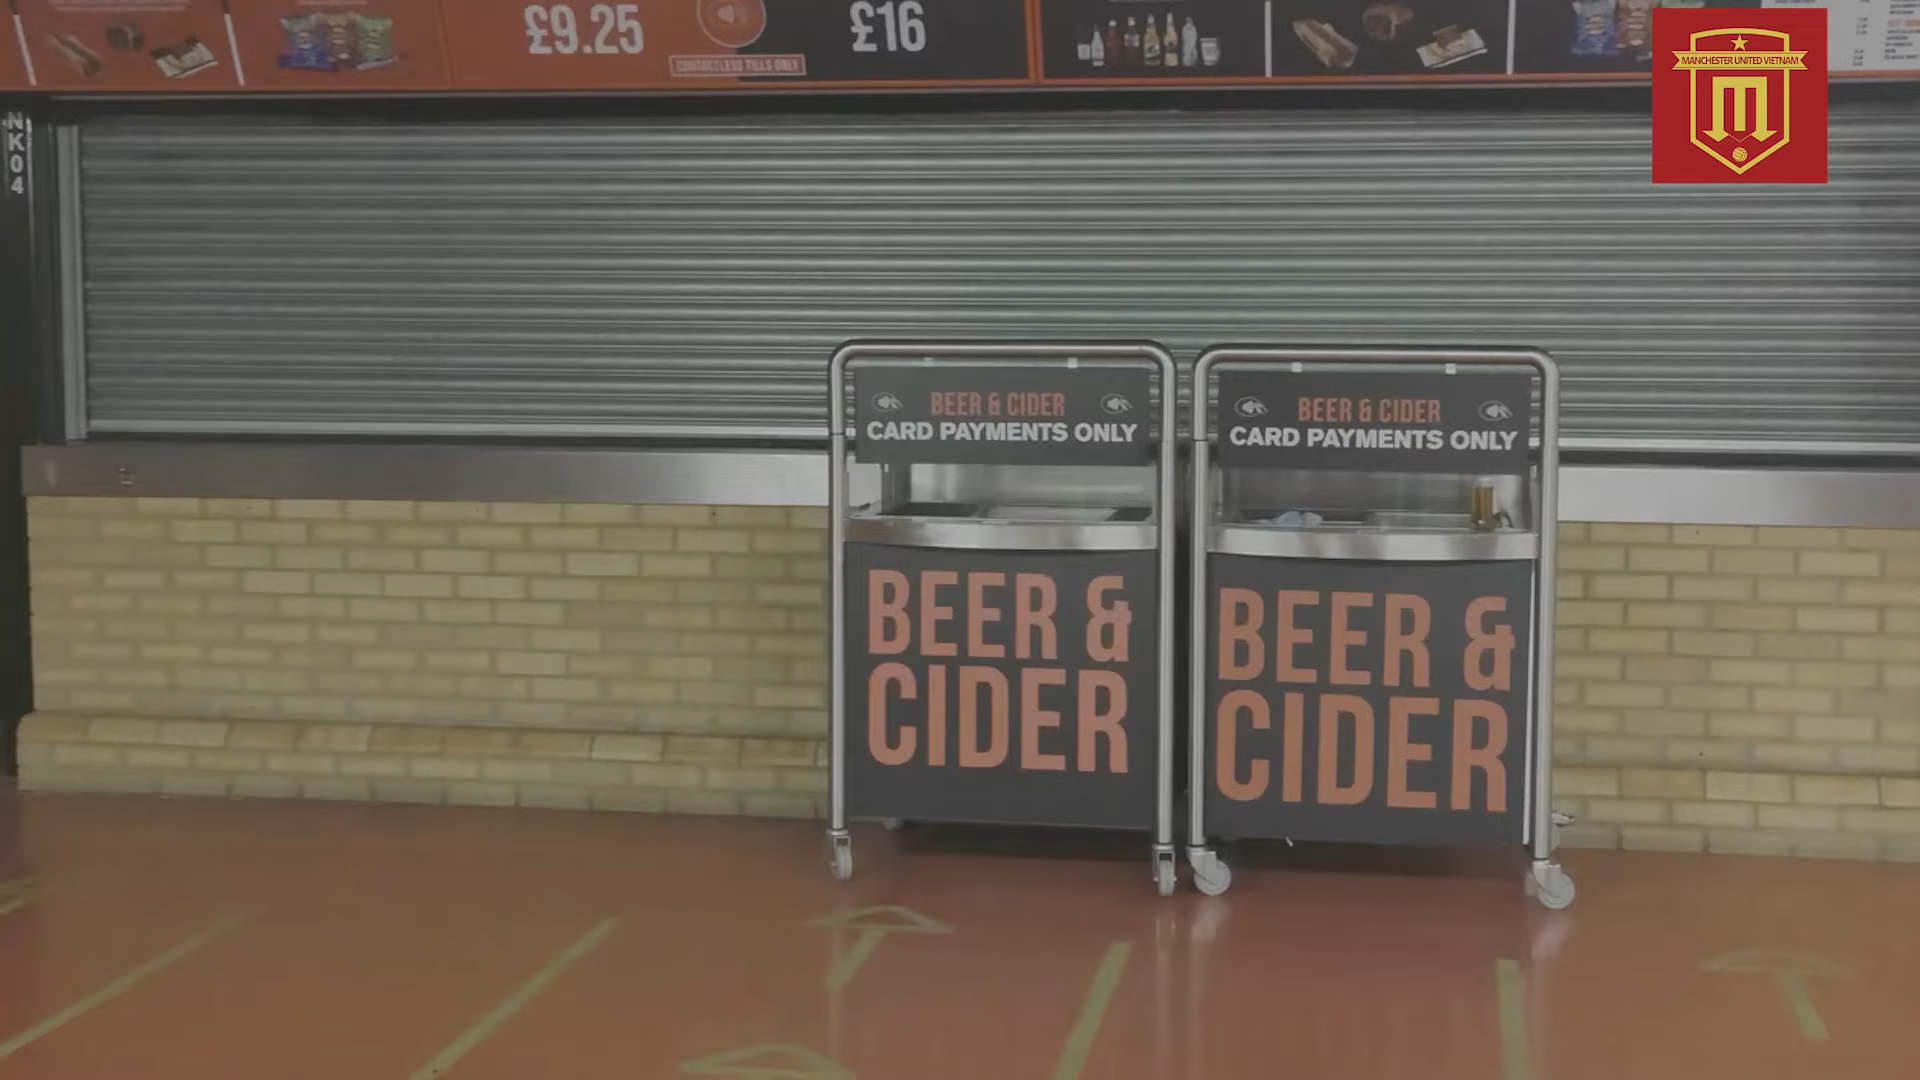 £9.25
£16
CONTACTLESS TILLS ONLY
MANCHESTER UNITED VIETNAM
M
NK04
BEER & CIDER
CARD PAYMENTS ONLY
BEER &
CIDER
BEER & CIDER
CARD PAYMENTS ONLY
BEER &
CIDER